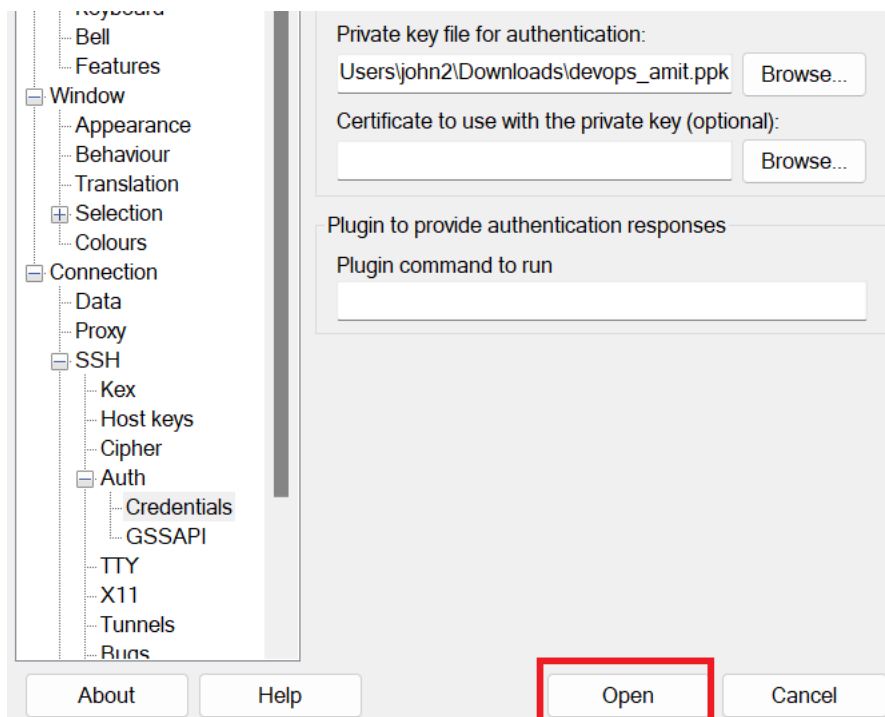 Keyboard
Bell
Features
Window
Appearance
Behaviour
Translation
Selection
Colours
Connection
Data
Proxy
SSH
Kex
Host keys
Cipher
Auth
Credentials
GSSAPI
TTY
X11
Tunnels
Bugs
Private key file for authentication:
Users\john2\Downloads\devops_amit.ppk
Browse...
Certificate to use with the private key (optional):
Browse...
Plugin to provide authentication responses
Plugin command to run
About
Help
Open
Cancel